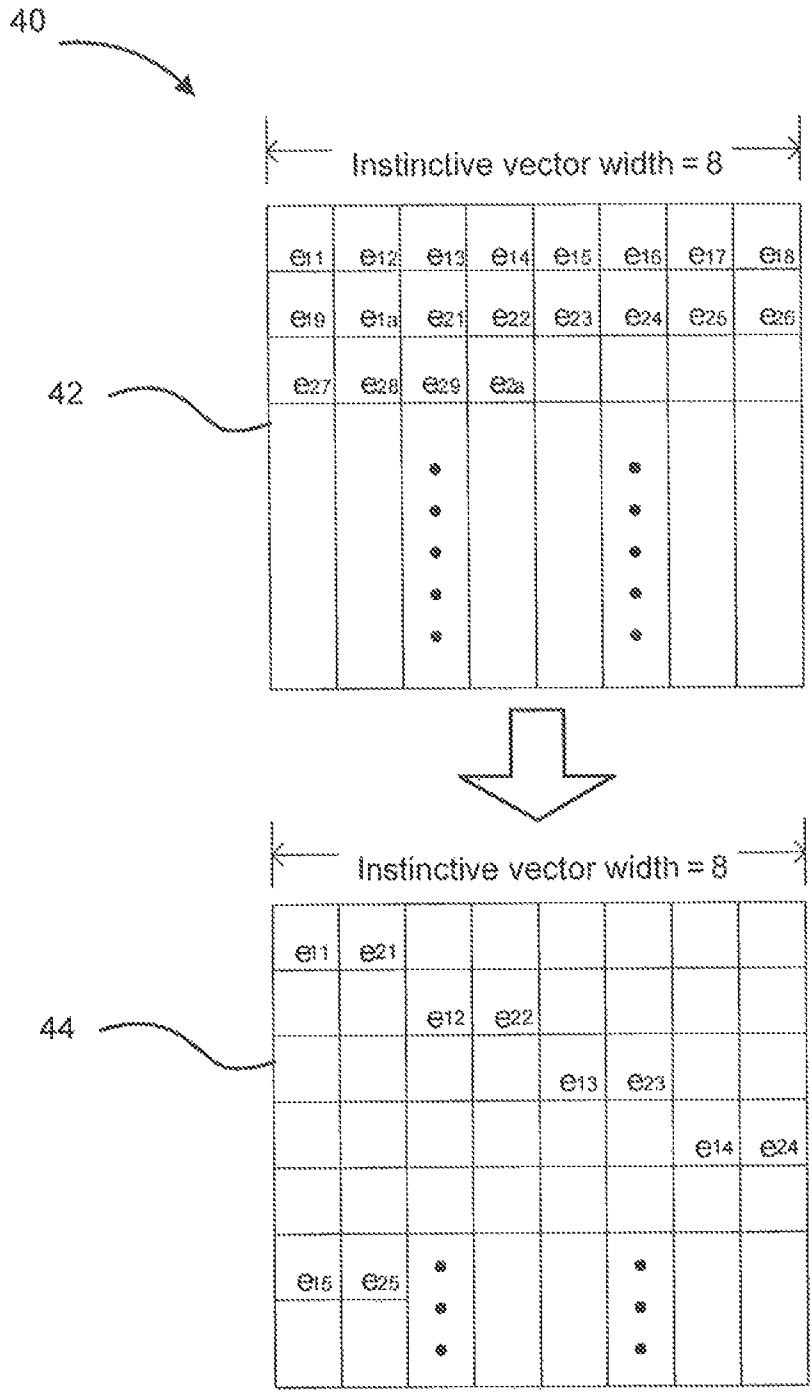 40
Instinctive vector width = 8
e11 e12 e13 e14 e15 e16 e17 e18
e19 e1a e21 e22 e23 e24 e25 e26
42
e27 e28 e29 e2a
Instinctive vector width = 8
e11 e21
44
e12 e22
e13 e23
e14 e24
e15 e25